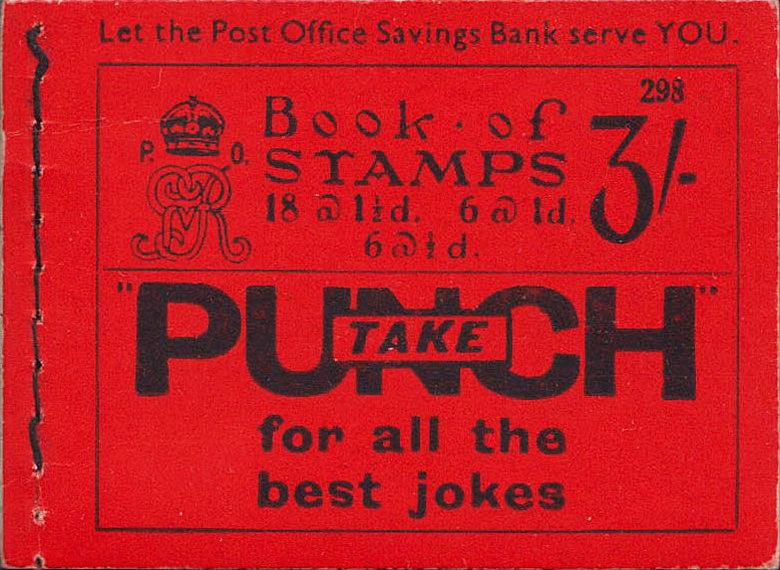 Let the Post Office Savings Bank serve YOU.
298
Book·of 3/-
STAMPS
P. O.
18 @ 1½d. 6 @ 1d.
6 @ ½d.
"PUNCH"
TAKE
for all the
best jokes